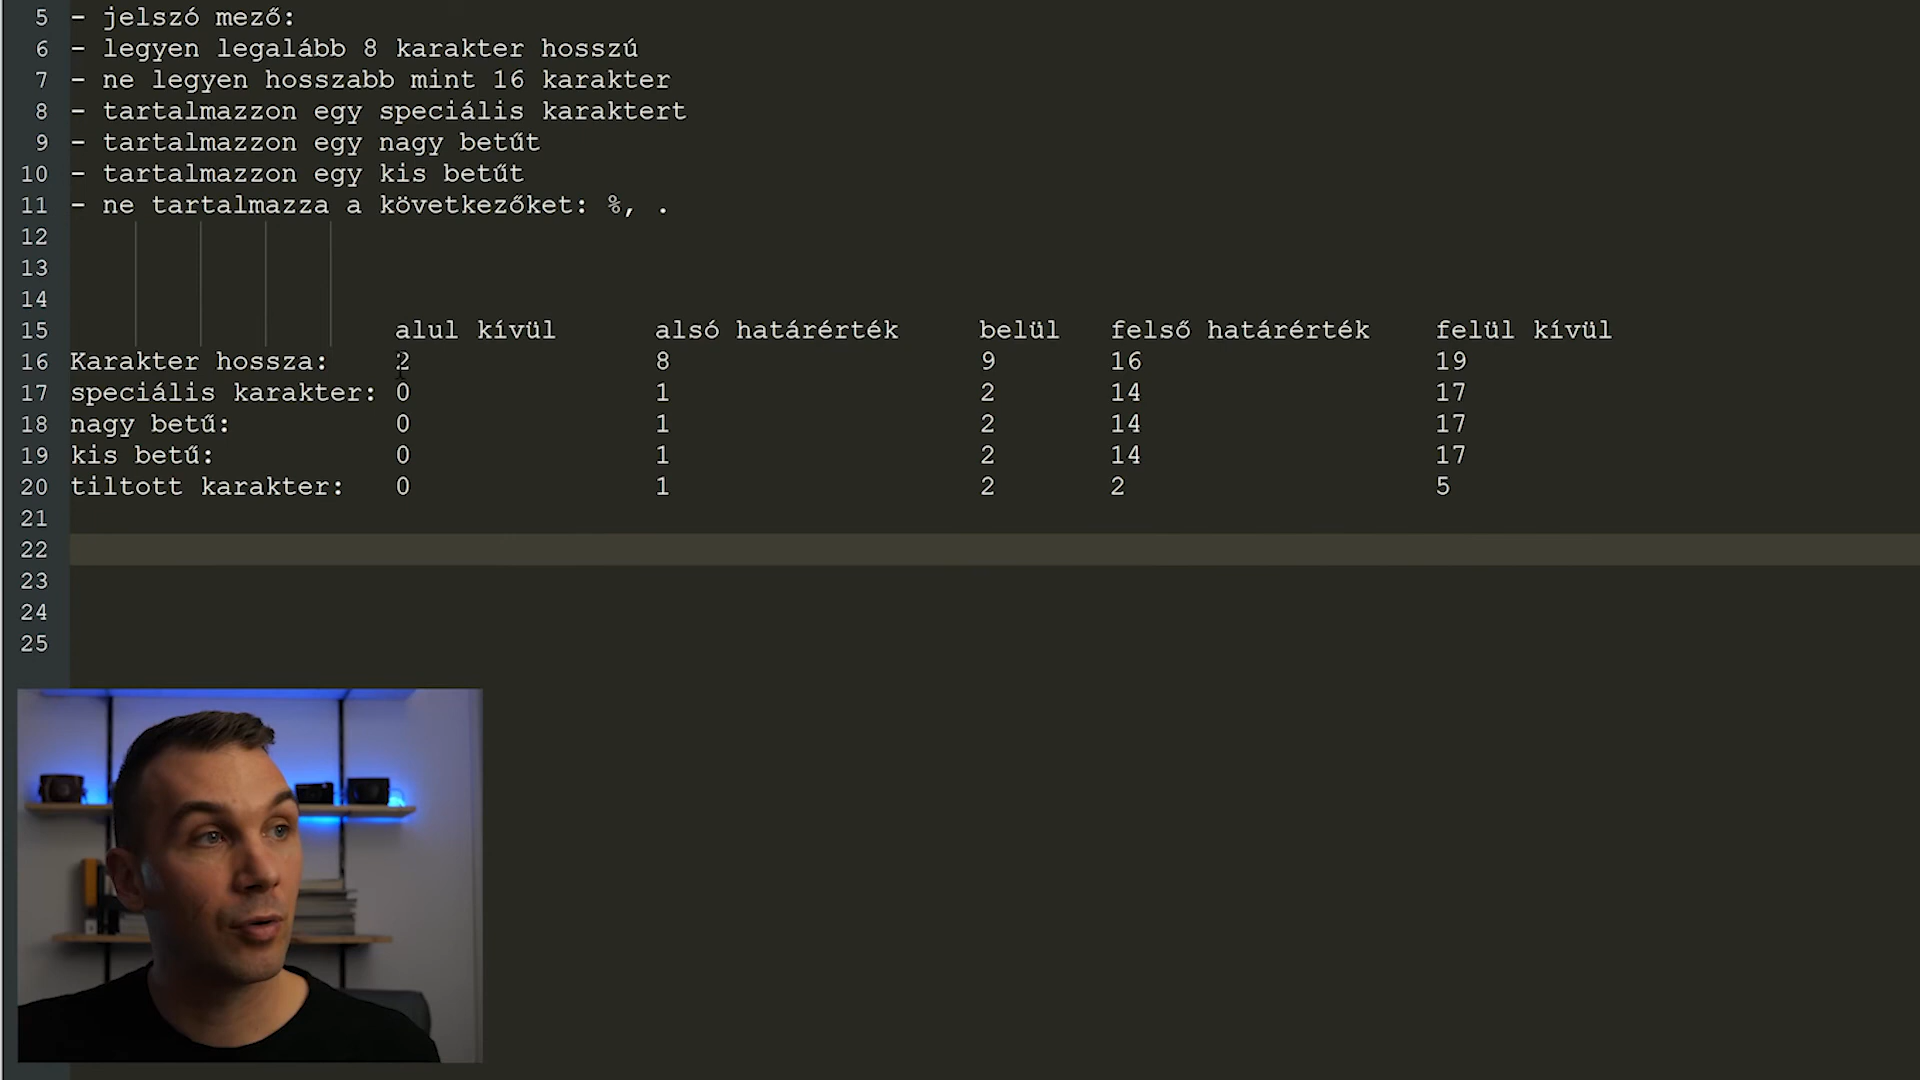 5 - jelszó mező:
6 - legyen legalább 8 karakter hosszú
7 - ne legyen hosszabb mint 16 karakter
8 - tartalmazzon egy speciális karaktert
9 - tartalmazzon egy nagy betűt
10 - tartalmazzon egy kis betűt
11 - ne tartalmazza a következőket: %, .
12
13
14
15 alul kívül alsó határérték belül felső határérték felül kívül
16 Karakter hossza: 2 8 9 16 19
17 speciális karakter: 0 1 2 14 17
18 nagy betű: 0 1 2 14 17
19 kis betű: 0 1 2 14 17
20 tiltott karakter: 0 1 2 2 5
21
22
23
24
25